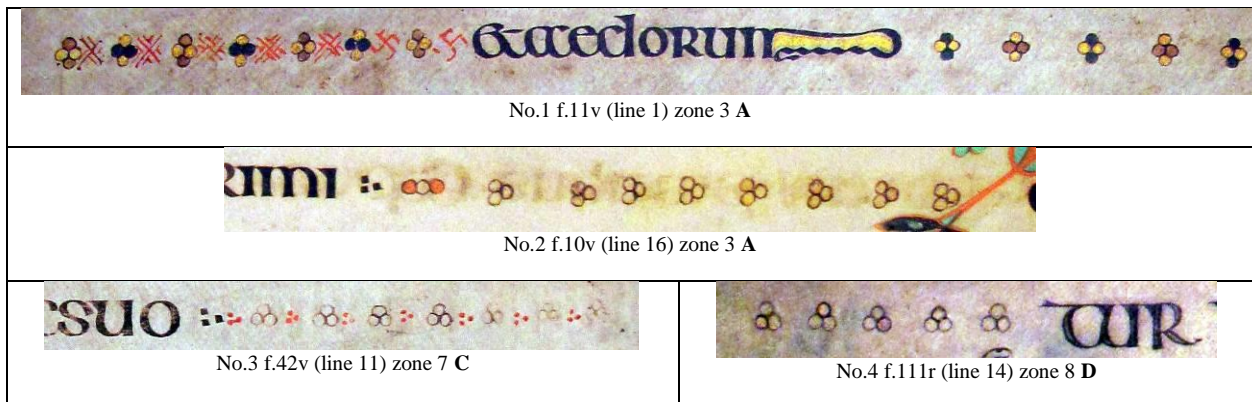 & aedorum
No.1 f.11v (line 1) zone 3 A
rimi
No.2 f.10v (line 16) zone 3 A
suo
No.3 f.42v (line 11) zone 7 C
tur
No.4 f.111r (line 14) zone 8 D